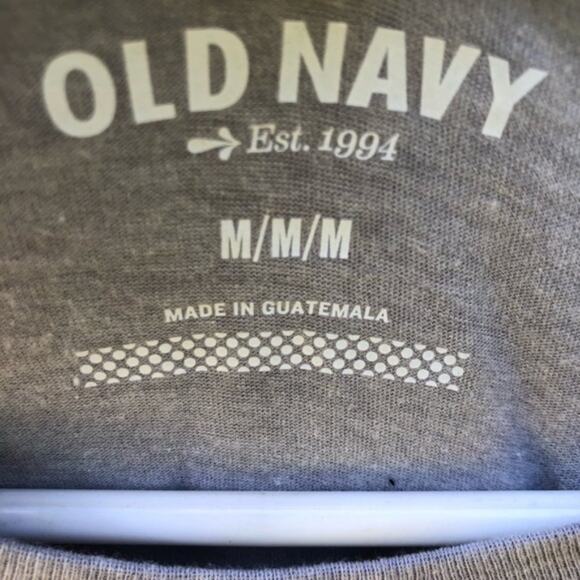 OLD NAVY
Est. 1994
M/M/M
MADE IN GUATEMALA